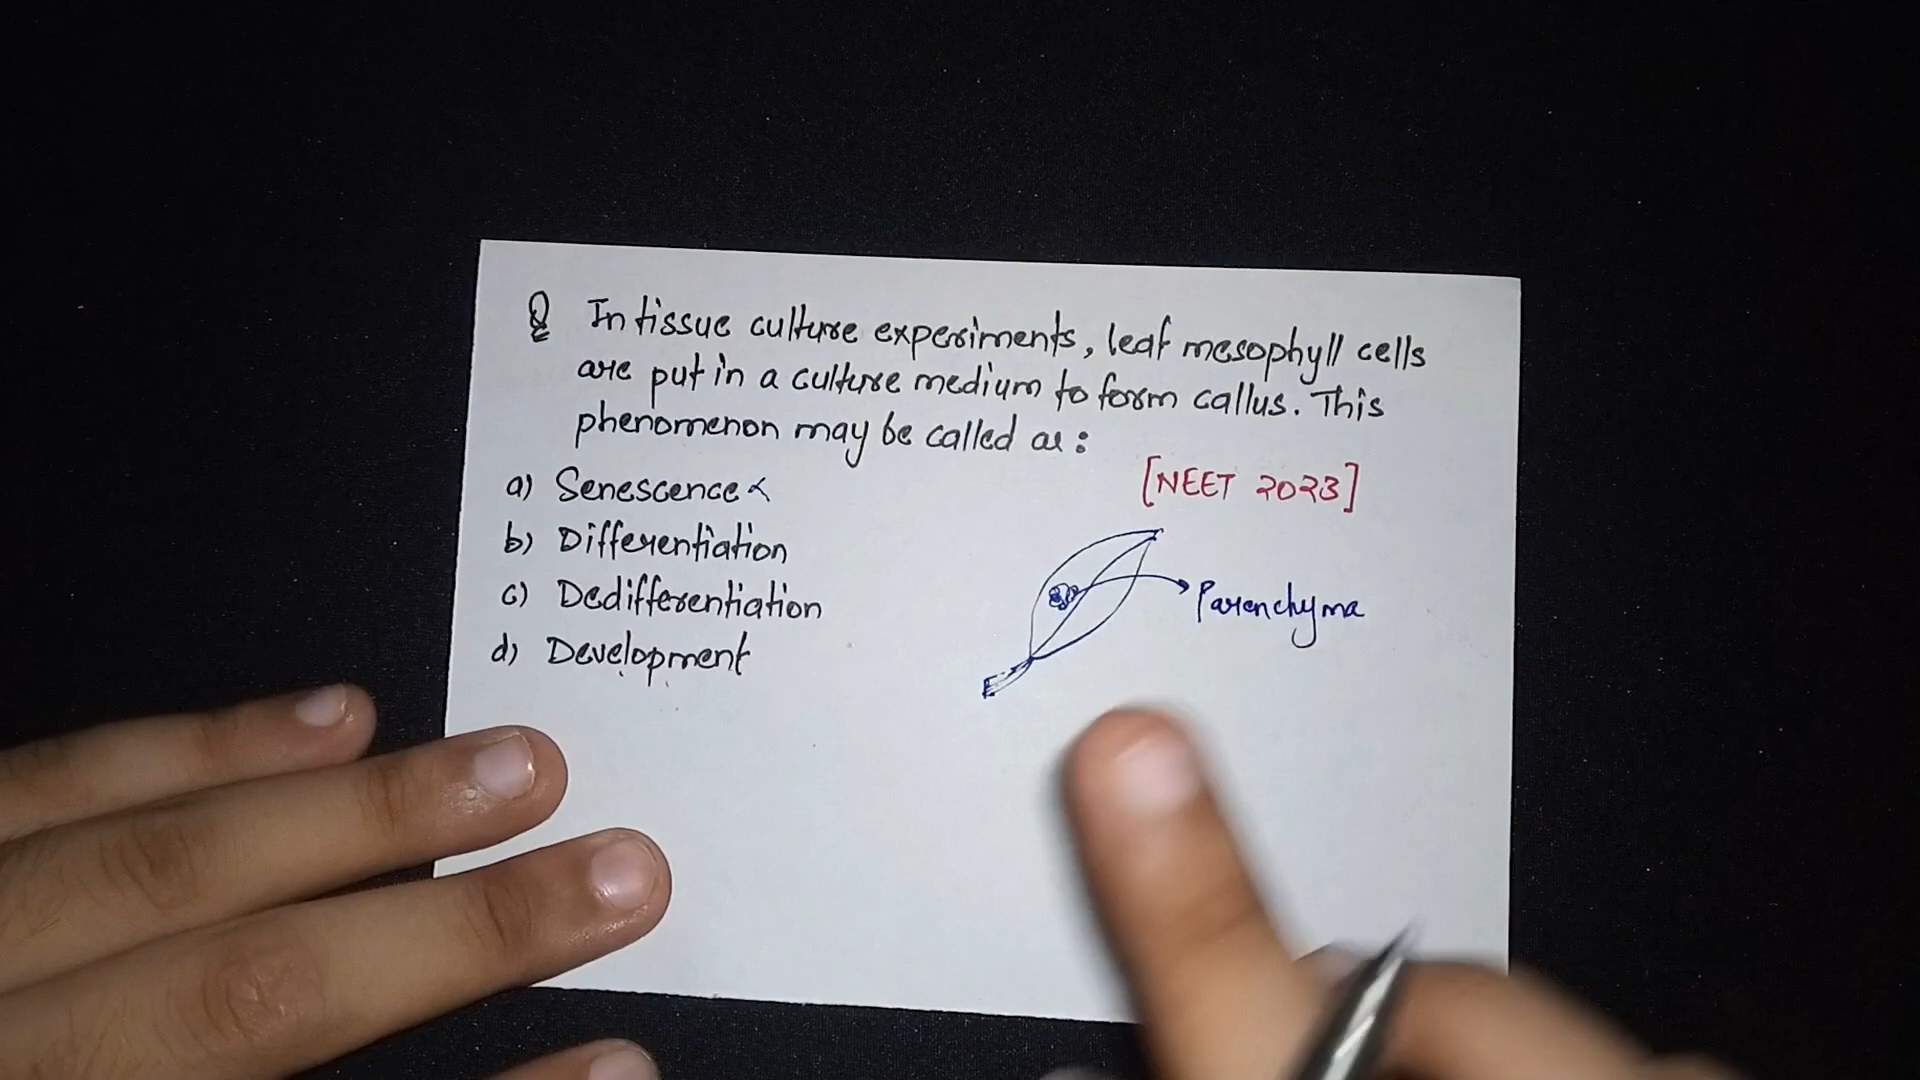 Q In tissue culture experiments, leaf mesophyll cells
are put in a culture medium to form callus. This
phenomenon may be called as:
[NEET 2023]
a) Senescence x
b) Differentiation
c) Dedifferentiation
d) Development
Parenchyma